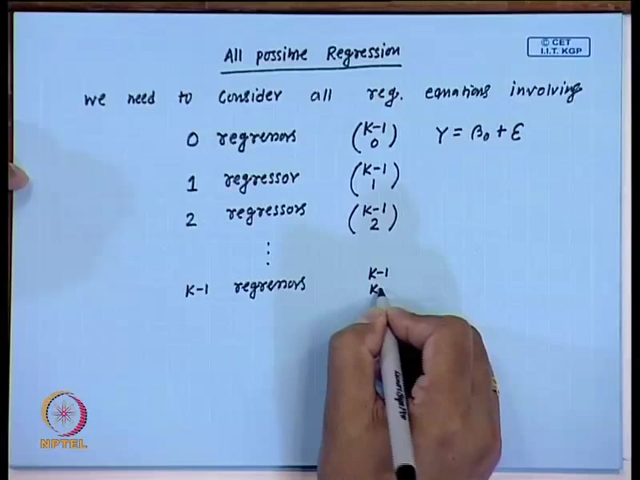 © CET
I.I.T. KGP
All possible Regression
we need to consider all reg. equations involving
0 regressors (K-1 0) Y = β₀ + ε
1 regressor (K-1 1)
2 regressors (K-1 2)
⋮
K-1 regressors K-1 K
NPTEL